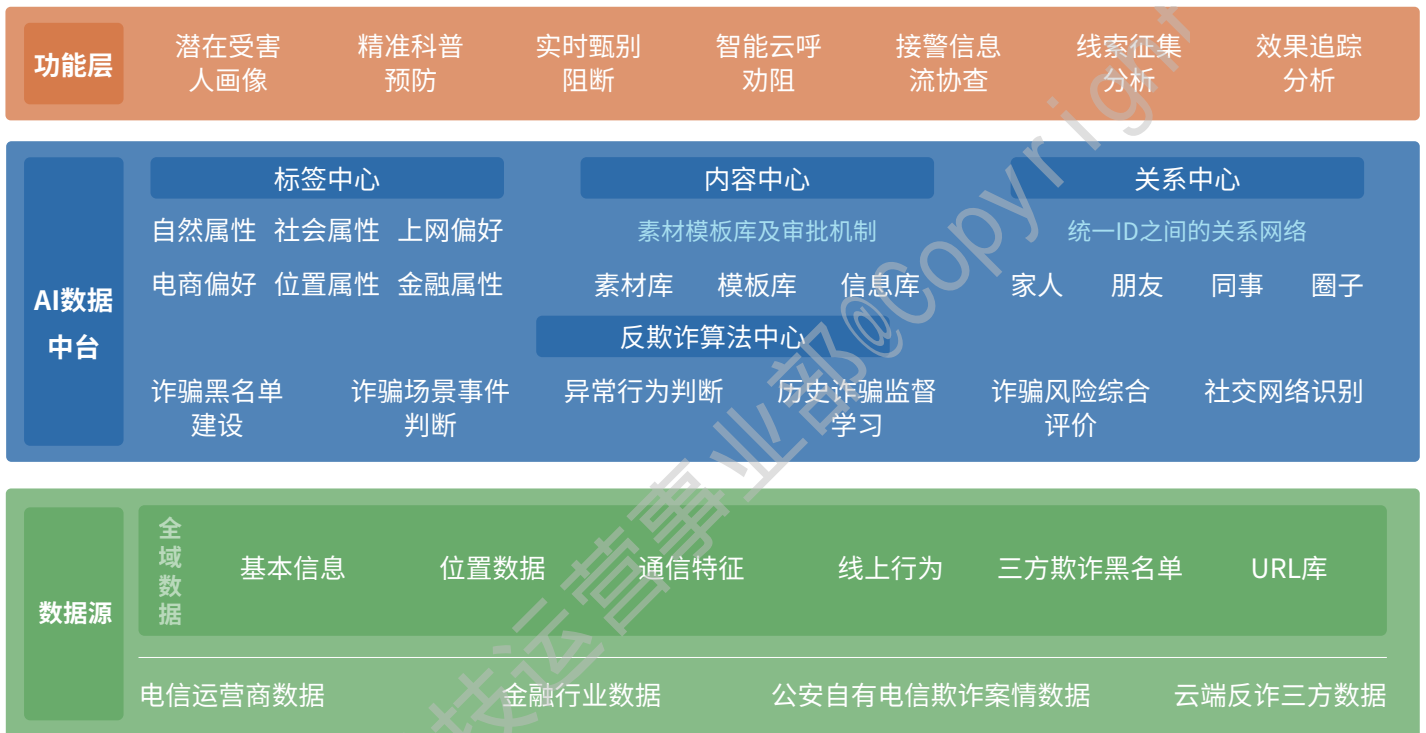 功能层
潜在受害
人画像
精准科普
预防
实时甄别
阻断
智能云呼
劝阻
接警信息
流协查
线索征集
分析
效果追踪
分析
AI数据
中台
标签中心
自然属性 社会属性 上网偏好
电商偏好 位置属性 金融属性
内容中心
素材模板库及审批机制
素材库 模板库 信息库
关系中心
统一ID之间的关系网络
家人 朋友 同事 圈子
反欺诈算法中心
诈骗黑名单
建设
诈骗场景事件
判断
异常行为判断
历史诈骗监督
学习
诈骗风险综合
评价
社交网络识别
数据源
全
域
数
据
基本信息 位置数据 通信特征 线上行为 三方欺诈黑名单 URL库
电信运营商数据 金融行业数据 公安自有电信欺诈案情数据 云端反诈三方数据
技运营事业部@Copyright